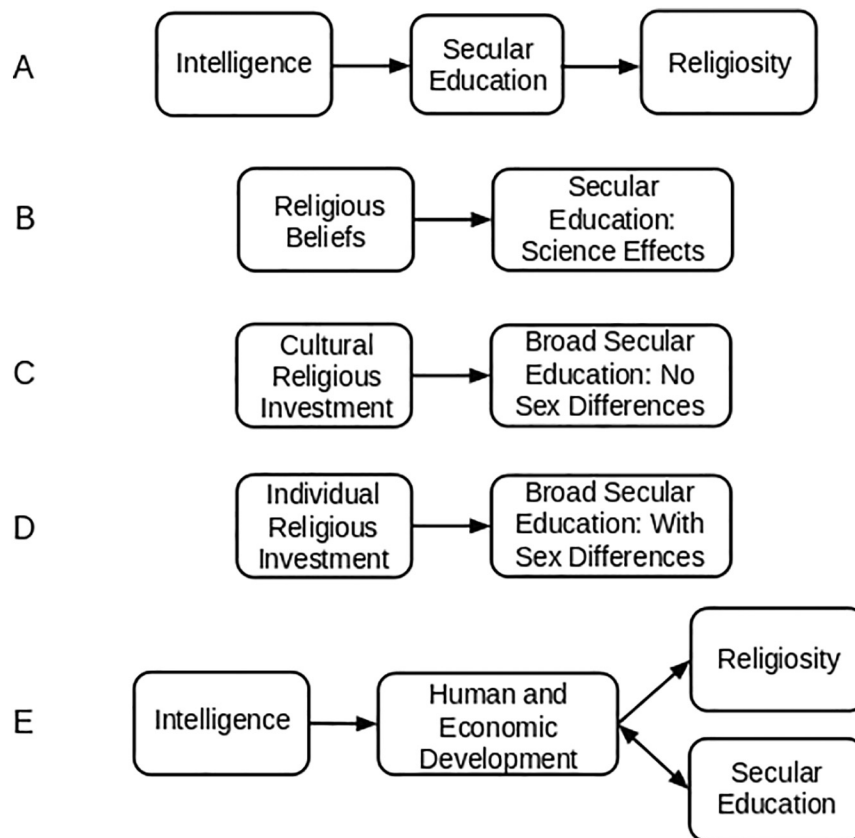 A
Intelligence
Secular
Education
Religiosity
B
Religious
Beliefs
Secular
Education:
Science Effects
C
Cultural
Religious
Investment
Broad Secular
Education: No
Sex Differences
D
Individual
Religious
Investment
Broad Secular
Education: With
Sex Differences
E
Intelligence
Human and
Economic
Development
Religiosity
Secular
Education